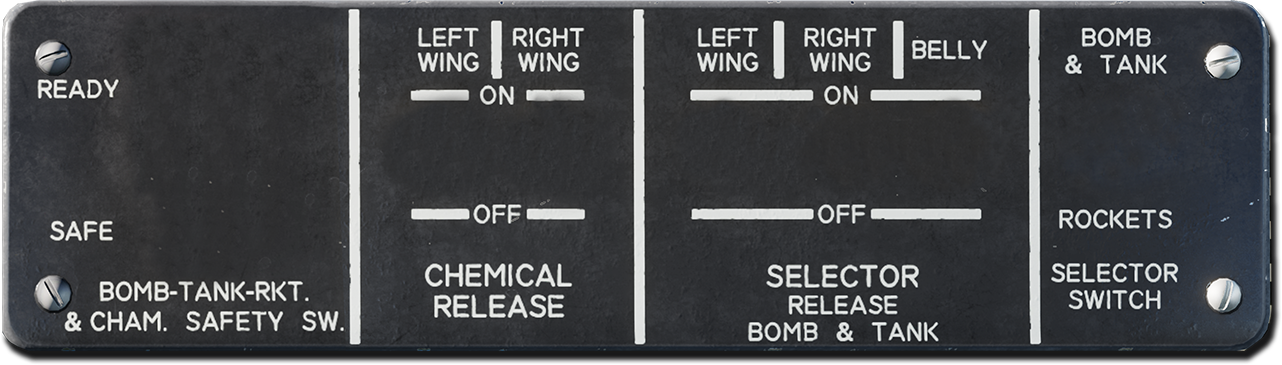 READY
SAFE
BOMB-TANK-RKT.
& CHAM. SAFETY SW.
LEFT WING
RIGHT WING
ON
OFF
CHEMICAL
RELEASE
LEFT WING
RIGHT WING
BELLY
ON
OFF
SELECTOR
RELEASE
BOMB & TANK
BOMB
& TANK
ROCKETS
SELECTOR
SWITCH